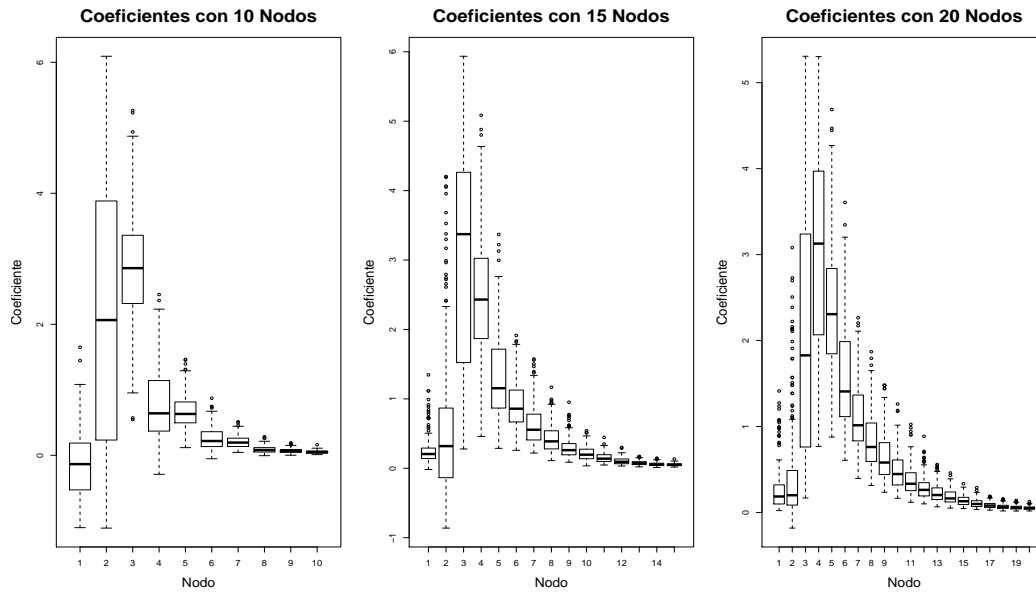 Coeficientes con 10 Nodos
Coeficiente
6
4
2
0
1 2 3 4 5 6 7 8 9 10
Nodo
Coeficientes con 15 Nodos
Coeficiente
6
5
4
3
2
1
0
−1
1 2 3 4 5 6 7 8 9 10 12 14
Nodo
Coeficientes con 20 Nodos
Coeficiente
5
4
3
2
1
0
1 2 3 4 5 6 7 8 9 11 13 15 17 19
Nodo